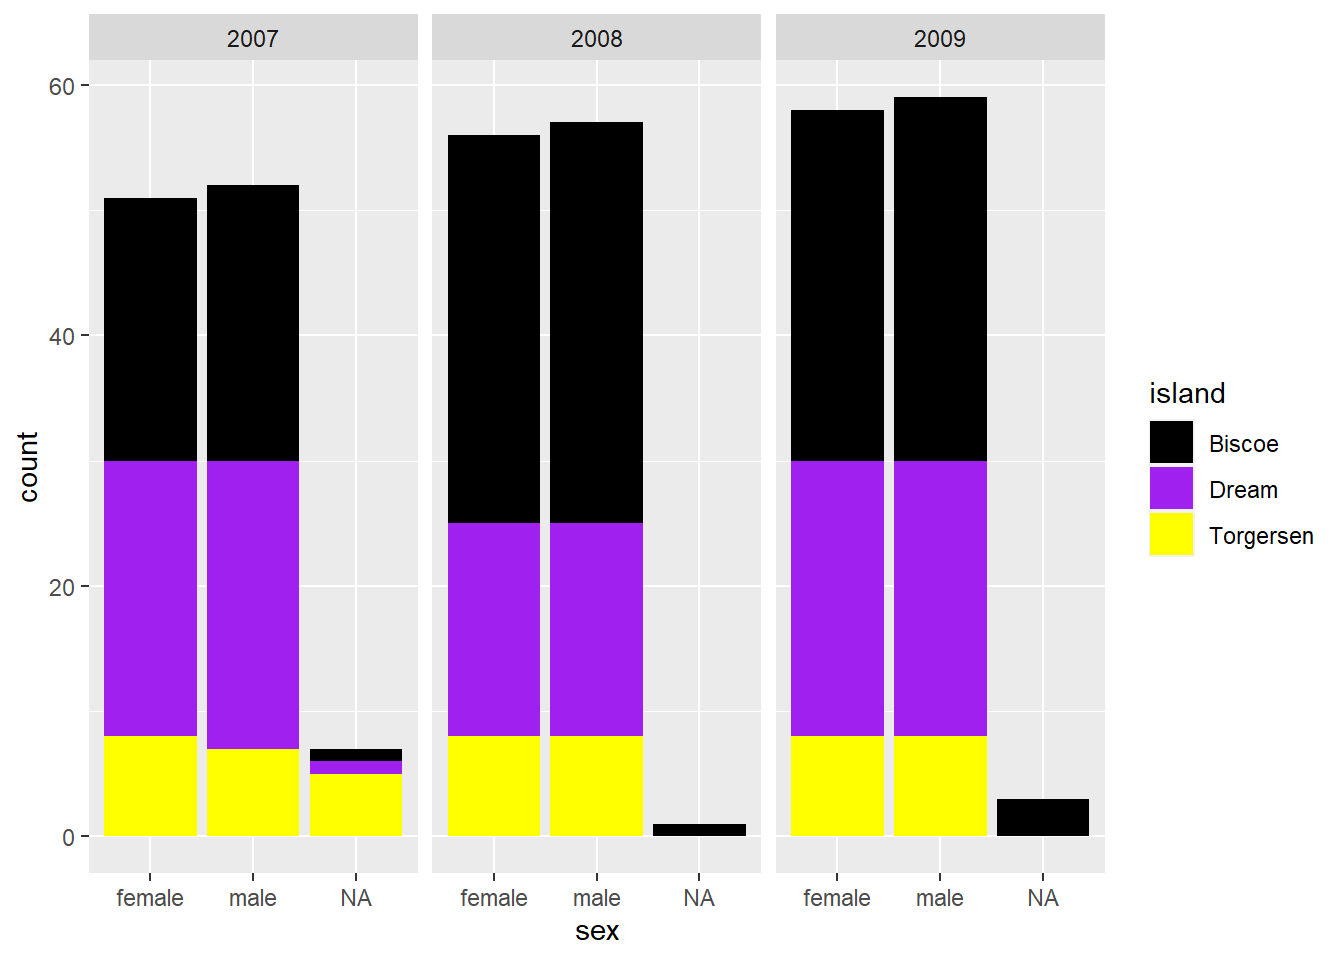 2007 2008 2009
60
40
20
0
count
female male NA female male NA female male NA
sex
island
Biscoe
Dream
Torgersen